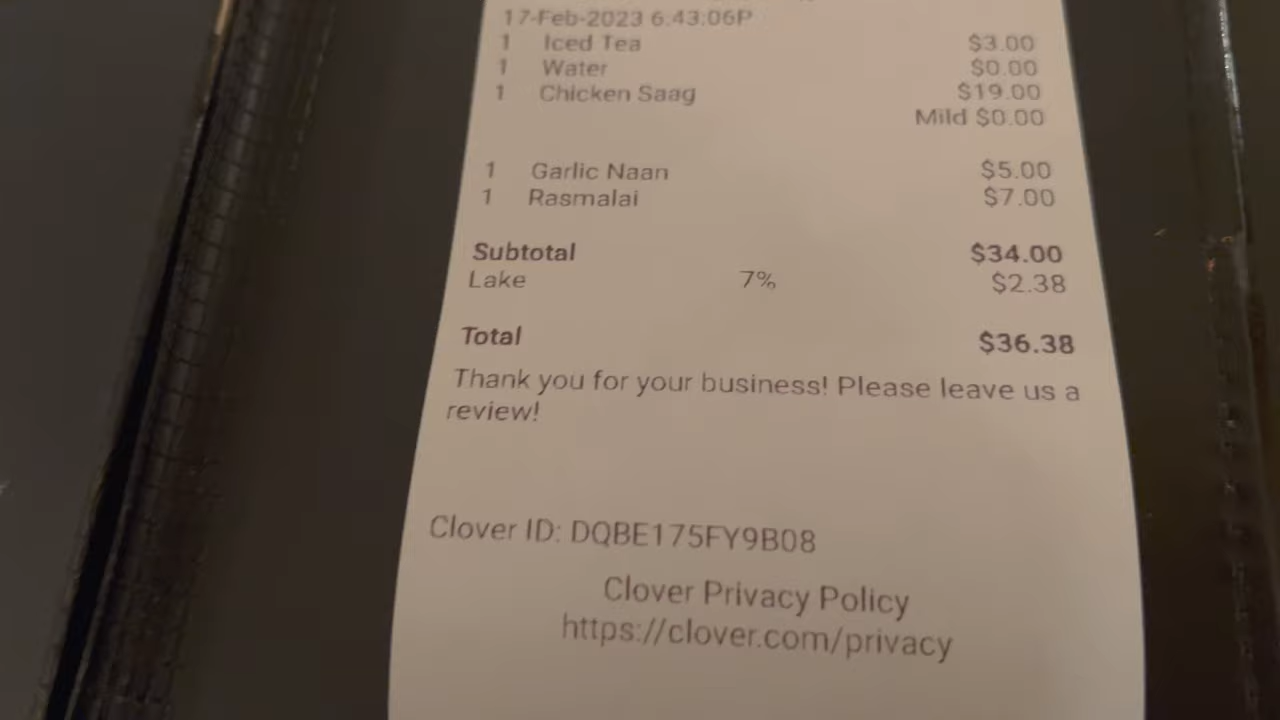 17-Feb-2023 6:43:06P
1 Iced Tea $3.00
1 Water $0.00
1 Chicken Saag $19.00
Mild $0.00
1 Garlic Naan $5.00
1 Rasmalai $7.00
Subtotal $34.00
Lake 7% $2.38
Total $36.38
Thank you for your business! Please leave us a
review!
Clover ID: DQBE175FY9B08
Clover Privacy Policy
https://clover.com/privacy